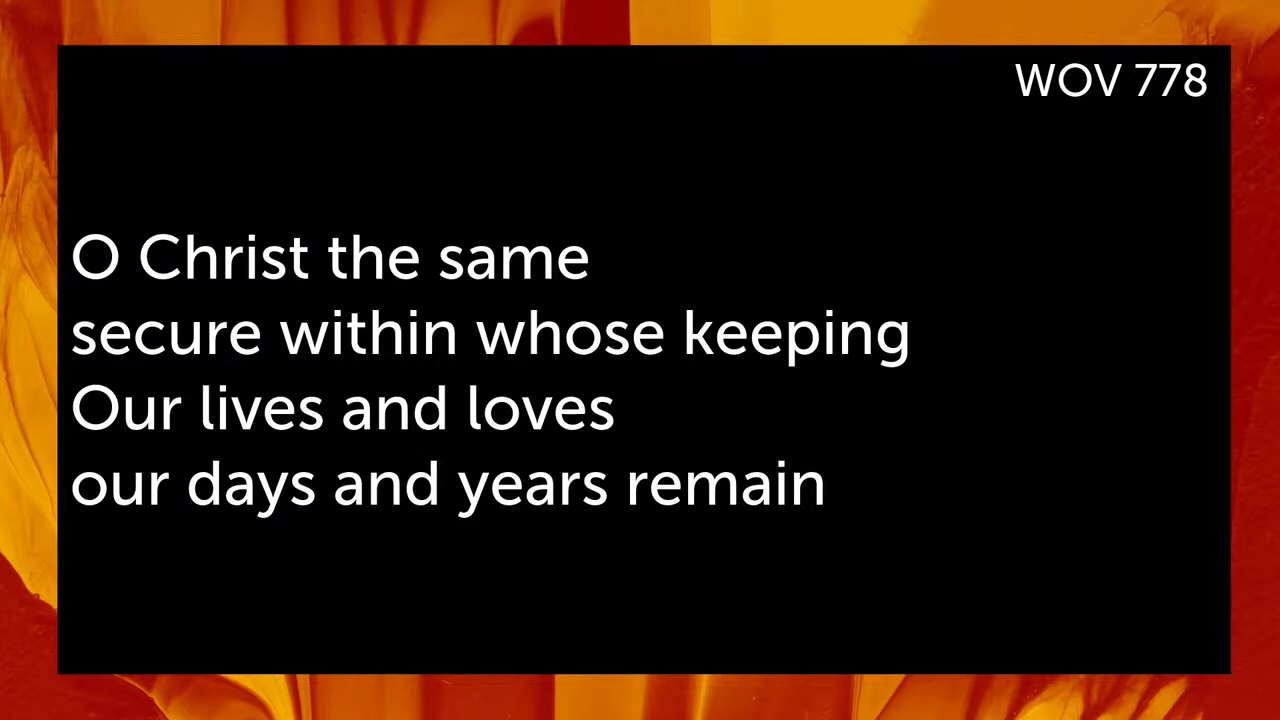 WOV 778
O Christ the same
secure within whose keeping
Our lives and loves
our days and years remain